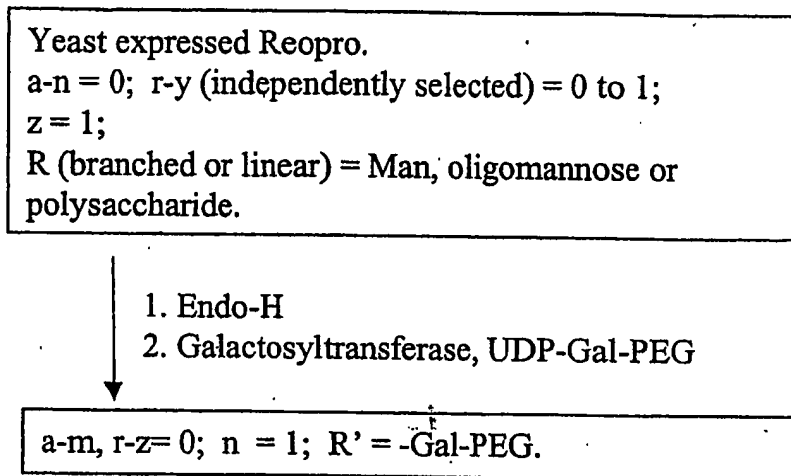 Yeast expressed Reopro.
a-n = 0; r-y (independently selected) = 0 to 1;
z = 1;
R (branched or linear) = Man, oligomannose or
polysaccharide.
1. Endo-H
2. Galactosyltransferase, UDP-Gal-PEG
a-m, r-z= 0; n = 1; R’ = -Gal-PEG.